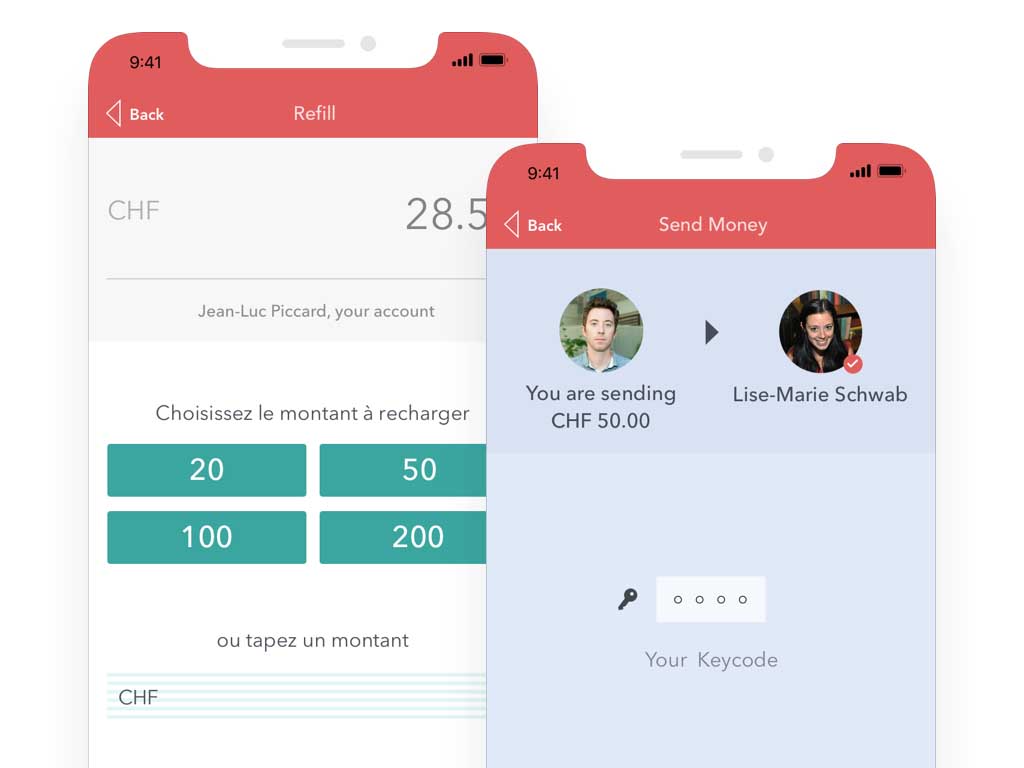 9:41
Back
Refill
CHF
28.5
Jean-Luc Piccard, your account
Choisissez le montant à recharger
20
50
100
200
ou tapez un montant
CHF
9:41
Back
Send Money
You are sending
CHF 50.00
Lise-Marie Schwab
Your Keycode